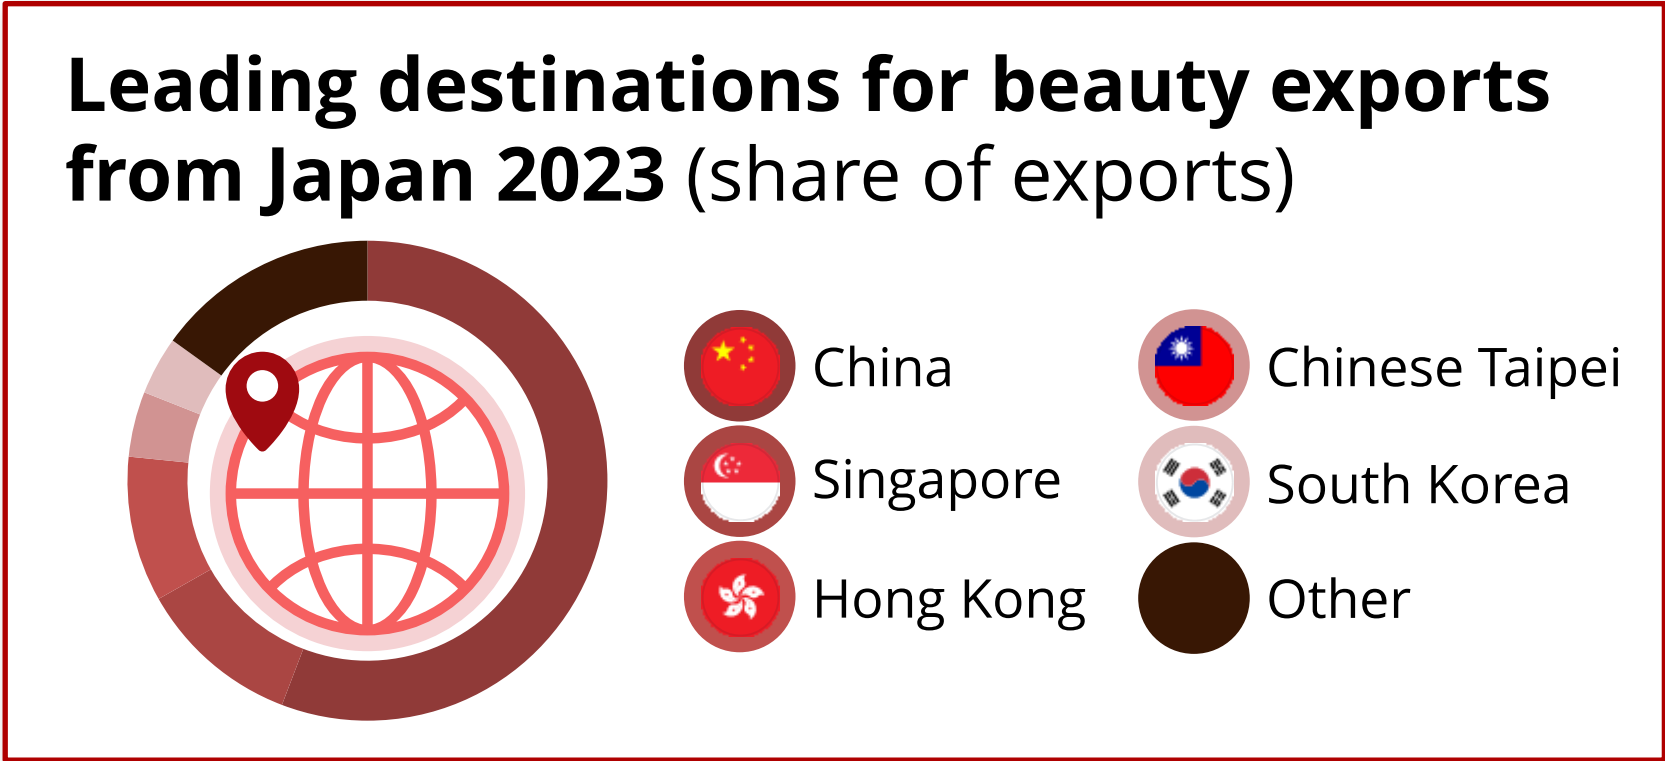 Leading destinations for beauty exports
from Japan 2023 (share of exports)
China
Singapore
Hong Kong
Chinese Taipei
South Korea
Other